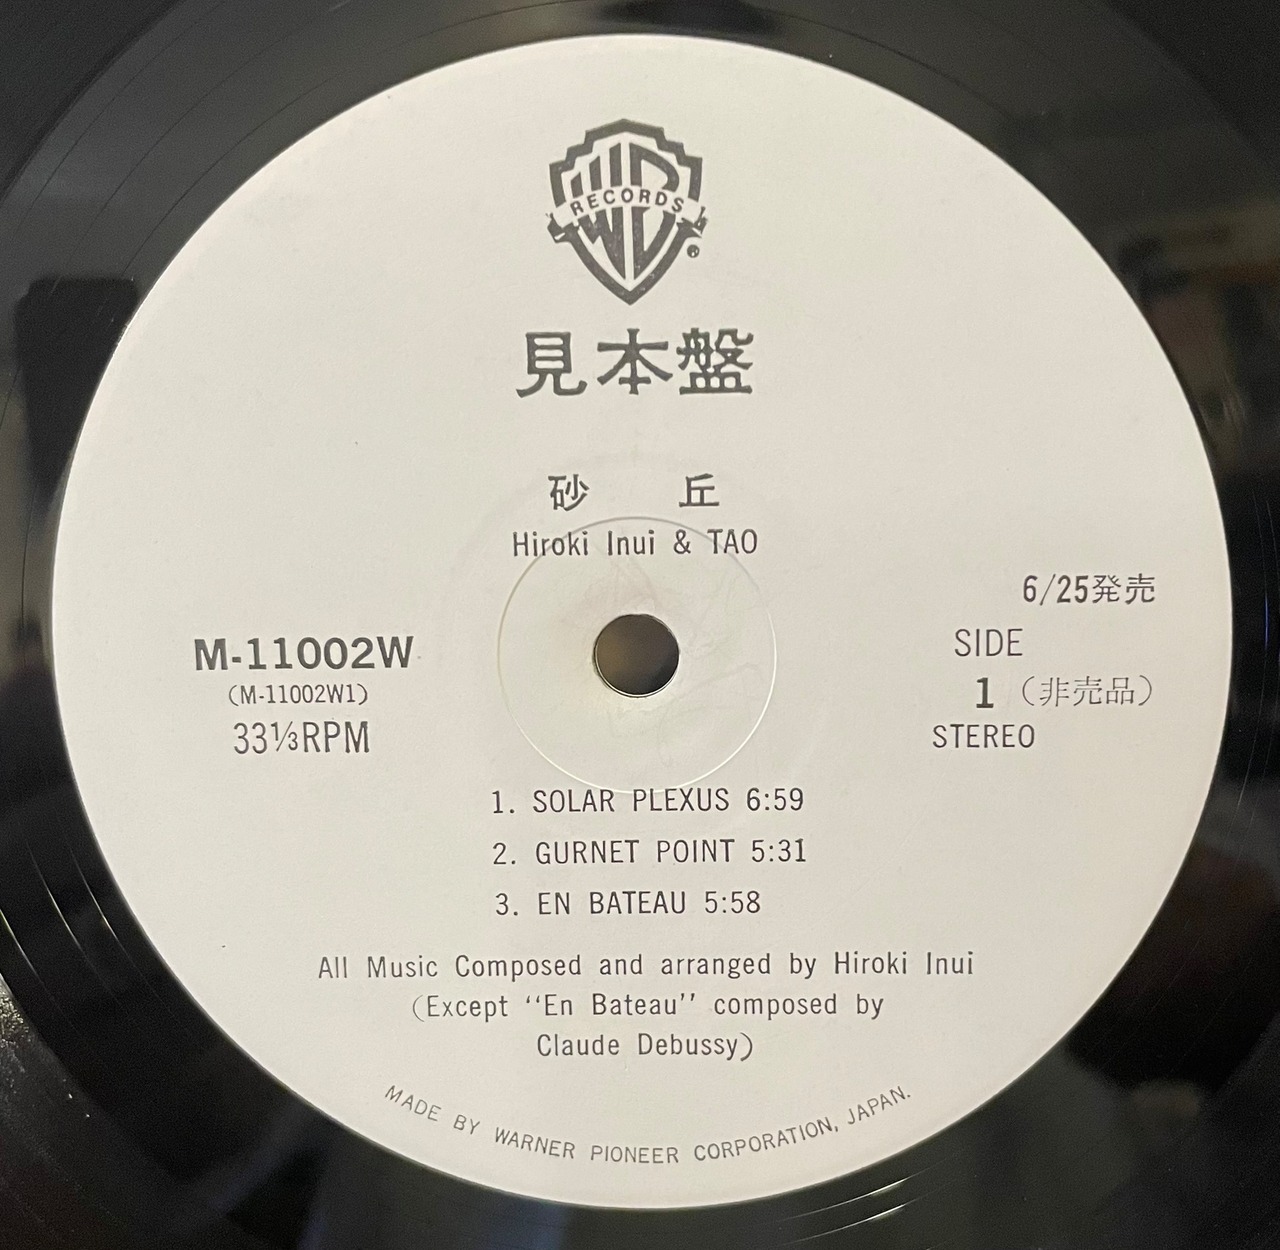 WB
RECORDS
®
見本盤
砂 丘
Hiroki Inui & TAO
6/25発売
M-11002W
(M-11002W1)
33⅓RPM
SIDE
1 (非売品)
STEREO
1. SOLAR PLEXUS 6:59
2. GURNET POINT 5:31
3. EN BATEAU 5:58
All Music Composed and arranged by Hiroki Inui
(Except “En Bateau” composed by
Claude Debussy)
MADE BY WARNER PIONEER CORPORATION, JAPAN.